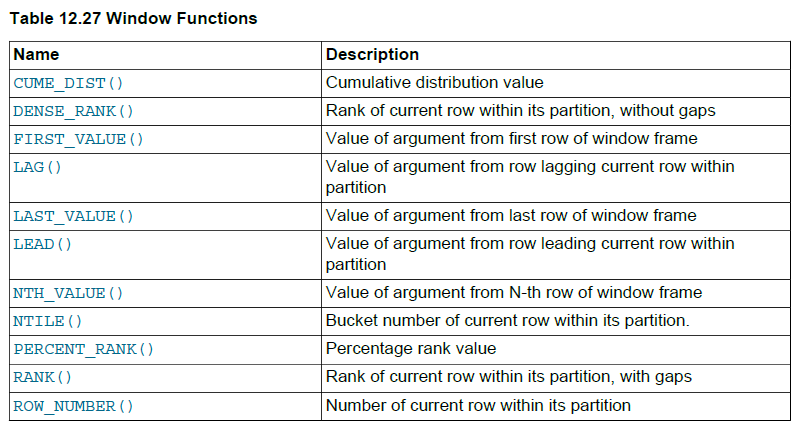 Table 12.27 Window Functions
Name Description
CUME_DIST() Cumulative distribution value
DENSE_RANK() Rank of current row within its partition, without gaps
FIRST_VALUE() Value of argument from first row of window frame
LAG() Value of argument from row lagging current row within
partition
LAST_VALUE() Value of argument from last row of window frame
LEAD() Value of argument from row leading current row within
partition
NTH_VALUE() Value of argument from N-th row of window frame
NTILE() Bucket number of current row within its partition.
PERCENT_RANK() Percentage rank value
RANK() Rank of current row within its partition, with gaps
ROW_NUMBER() Number of current row within its partition